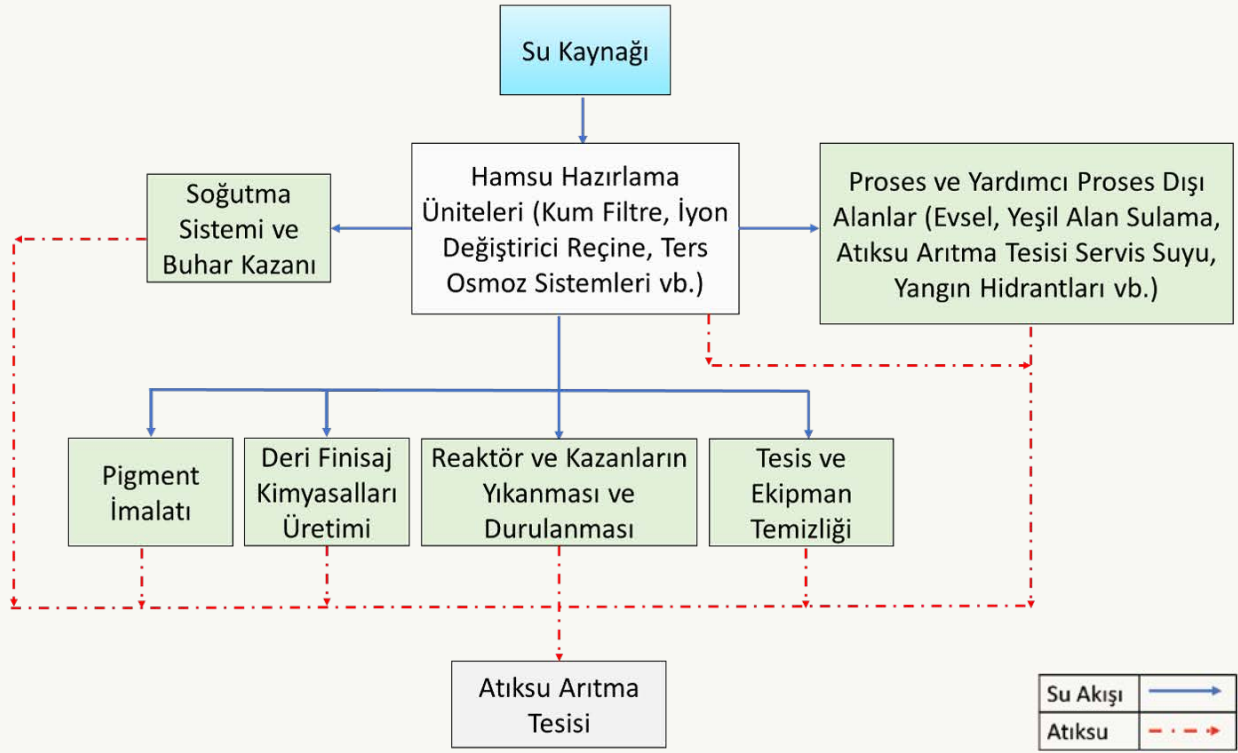 Su Kaynağı
Hamsu Hazırlama
Üniteleri (Kum Filtre, İyon
Değiştirici Reçine, Ters
Osmoz Sistemleri vb.)
Soğutma
Sistemi ve
Buhar Kazanı
Proses ve Yardımcı Proses Dışı
Alanlar (Evsel, Yeşil Alan Sulama,
Atıksu Arıtma Tesisi Servis Suyu,
Yangın Hidrantları vb.)
Pigment
İmalatı
Deri Finisaj
Kimyasalları
Üretimi
Reaktör ve Kazanların
Yıkanması ve
Durulanması
Tesis ve
Ekipman
Temizliği
Atıksu Arıtma
Tesisi
Su Akışı
Atıksu